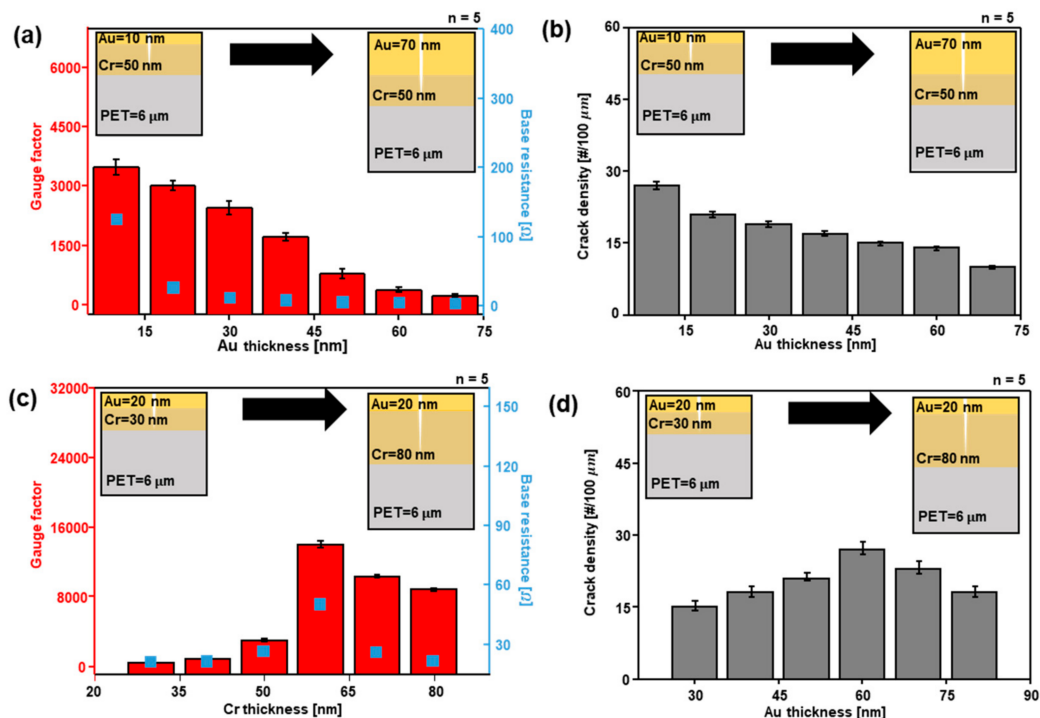 (a)
n = 5
Au=10 nm
Cr=50 nm
PET=6 μm
Au=70 nm
Cr=50 nm
PET=6 μm
Gauge factor
6000
4500
3000
1500
0
400
300
200
100
0
Base resistance [Ω]
15
30
45
60
75
Au thickness [nm]
(b)
n = 5
Au=10 nm
Cr=50 nm
PET=6 μm
Au=70 nm
Cr=50 nm
PET=6 μm
Crack density [#/100 μm]
60
45
30
15
0
15
30
45
60
75
Au thickness [nm]
(c)
n = 5
Au=20 nm
Cr=30 nm
PET=6 μm
Au=20 nm
Cr=80 nm
PET=6 μm
Gauge factor
32000
28000
24000
16000
8000
0
150
120
90
60
30
Base resistance [Ω]
20
35
50
65
80
Cr thickness [nm]
(d)
n = 5
Au=20 nm
Cr=30 nm
PET=6 μm
Au=20 nm
Cr=80 nm
PET=6 μm
Crack density [#/100 μm]
60
45
30
15
0
30
40
50
60
70
80
90
Au thickness [nm]